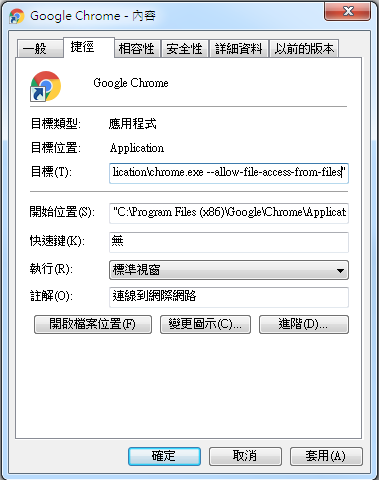 Google Chrome - 內容
一般 捷徑 相容性 安全性 詳細資料 以前的版本
Google Chrome
目標類型: 應用程式
目標位置: Application
目標(T): lication\chrome.exe --allow-file-access-from-files"
開始位置(S): "C:\Program Files (x86)\Google\Chrome\Applicat
快速鍵(K): 無
執行(R): 標準視窗
註解(O): 連線到網際網路
開啟檔案位置(F) 變更圖示(C)... 進階(D)...
確定 取消 套用(A)